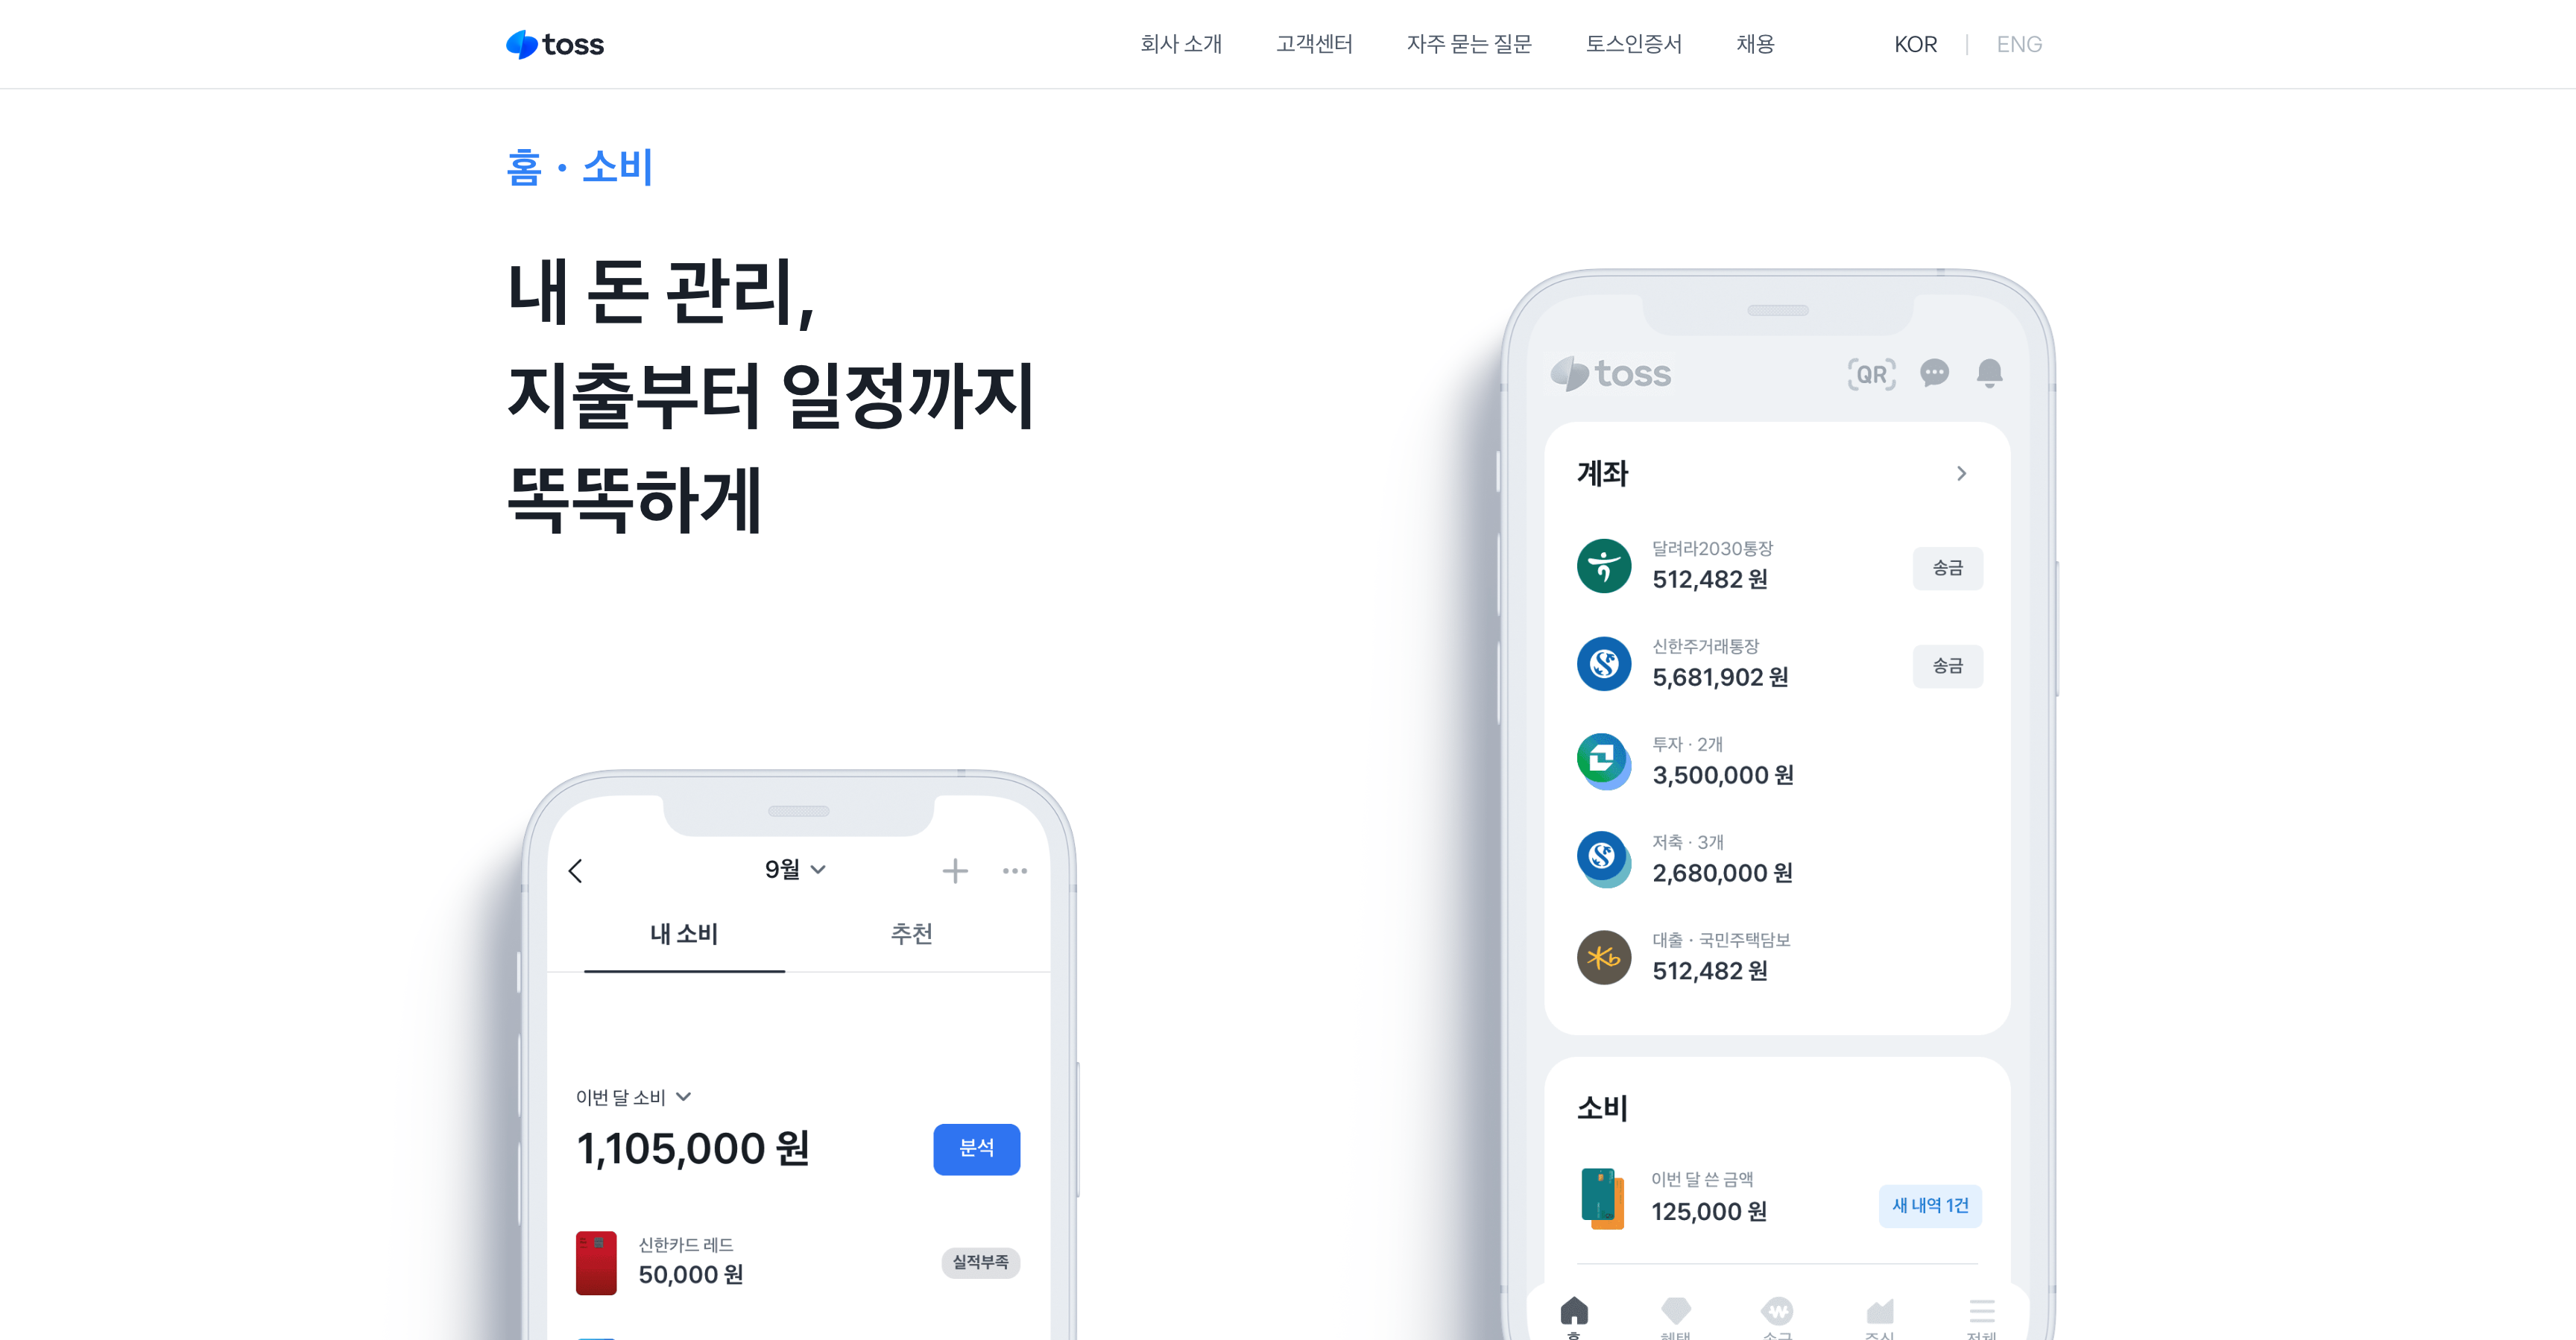 toss
회사 소개
고객센터
자주 묻는 질문
토스인증서
채용
KOR | ENG
홈 · 소비
내 돈 관리,
지출부터 일정까지
똑똑하게
9월
내 소비
추천
이번 달 소비
1,105,000 원
분석
신한카드 레드
50,000 원
실적부족
toss
QR
계좌
달려라2030통장
512,482 원
송금
신한주거래통장
5,681,902 원
송금
투자 · 2개
3,500,000 원
저축 · 3개
2,680,000 원
대출 · 국민주택담보
512,482 원
소비
이번 달 쓴 금액
125,000 원
새 내역 1건